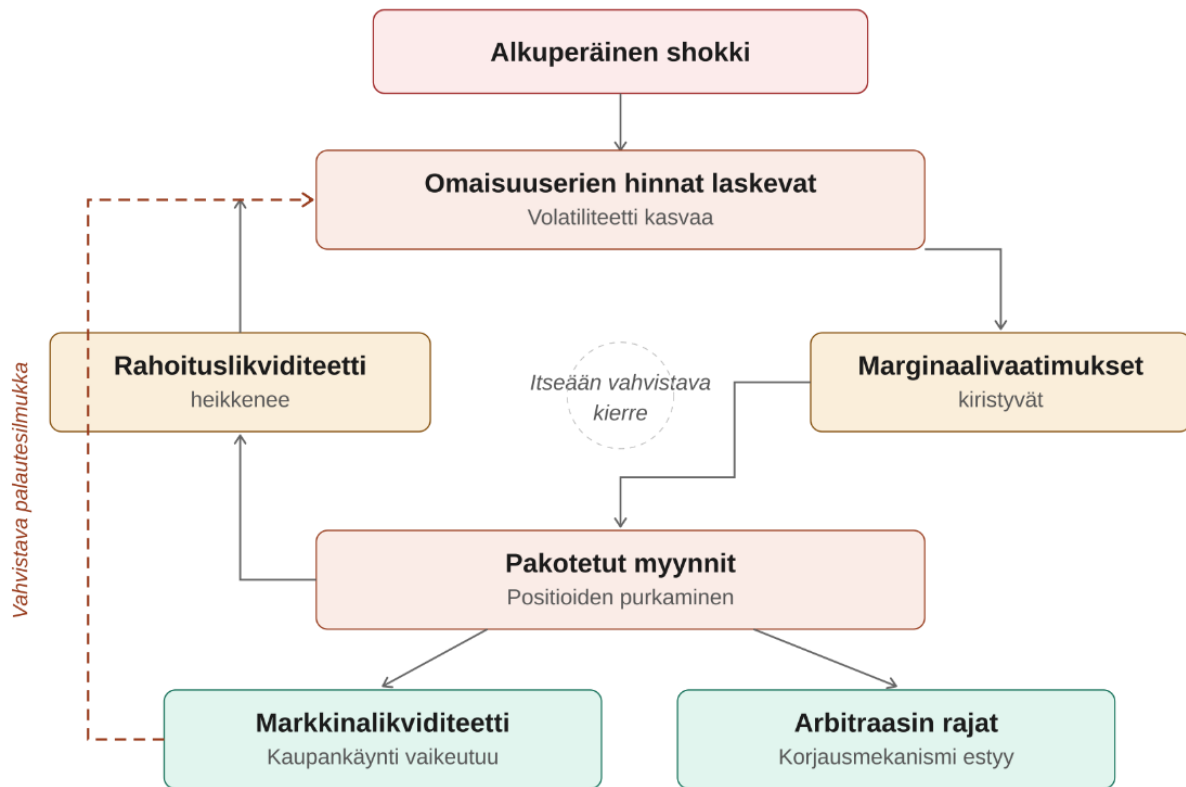 Alkuperäinen shokki
Omaisuuserien hinnat laskevat
Volatiliteetti kasvaa
Rahoituslikviditeetti
heikkenee
Itseään vahvistava
kierre
Marginaalivaatimukset
kiristyvät
Vahvistava palautesilmukka
Pakotetut myynnit
Positioiden purkaminen
Markkinalikviditeetti
Kaupankäynti vaikeutuu
Arbitraasin rajat
Korjausmekanismi estyy